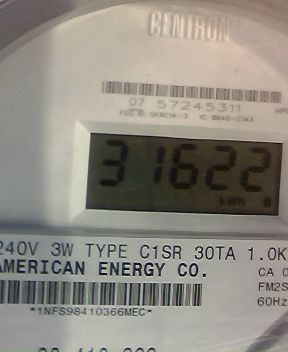 CENTRON
07 57245311
31622
kWh
240V 3W TYPE C1SR 30TA 1.0K
AMERICAN ENERGY CO.
CA
FM2S
60Hz
*1NFS98410366MEC*